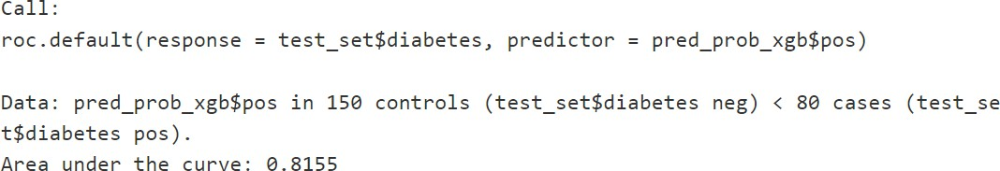 Call:
roc.default(response = test_set$diabetes, predictor = pred_prob_xgb$pos)
Data: pred_prob_xgb$pos in 150 controls (test_set$diabetes neg) < 80 cases (test_se
t$diabetes pos).
Area under the curve: 0.8155